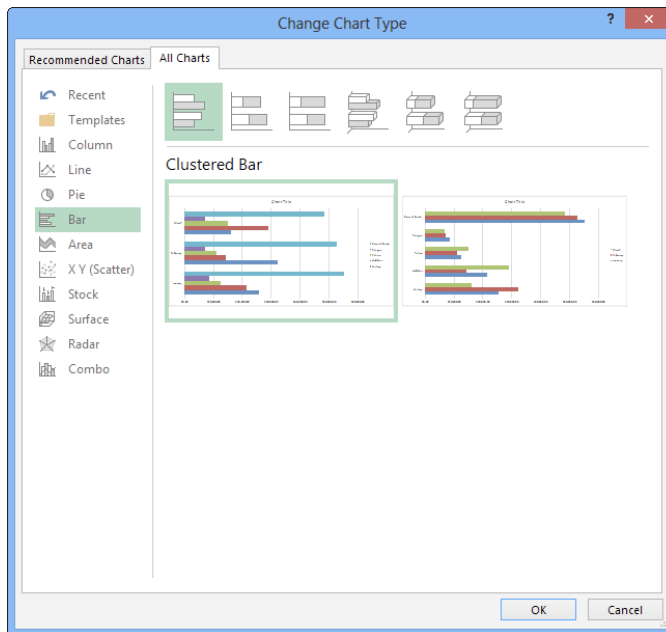 Change Chart Type
?
Recommended Charts
All Charts
Recent
Templates
Column
Line
Pie
Bar
Area
X Y (Scatter)
Stock
Surface
Radar
Combo
Clustered Bar
Chart Title
Chart Title
OK
Cancel